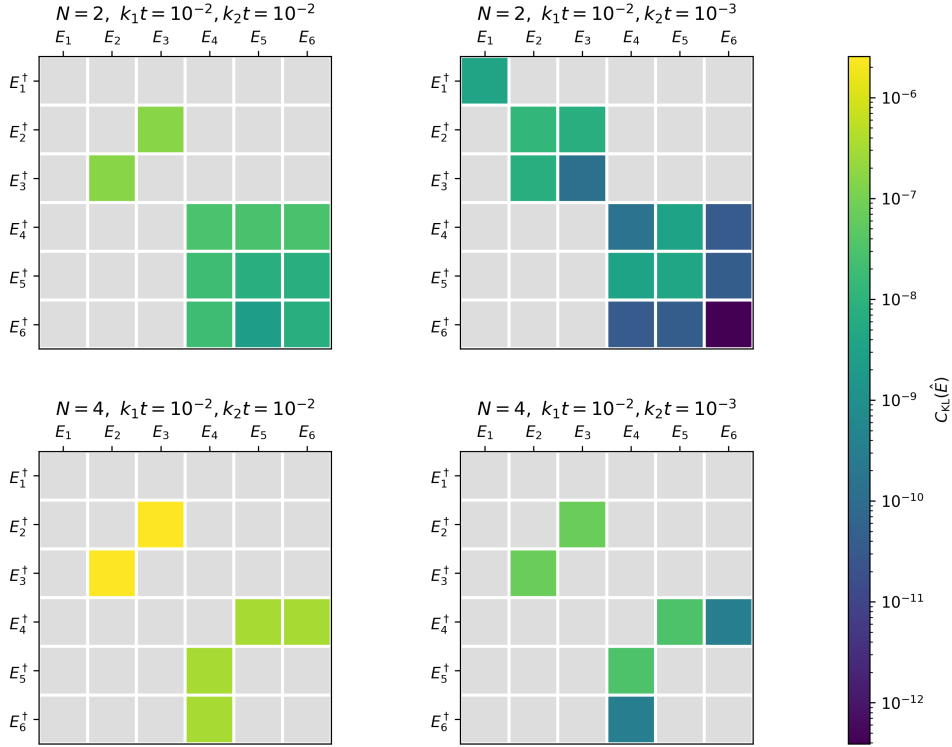 N = 2, k₁t = 10⁻², k₂t = 10⁻²
E₁ E₂ E₃ E₄ E₅ E₆
E₁†
E₂†
E₃†
E₄†
E₅†
E₆†
N = 2, k₁t = 10⁻², k₂t = 10⁻³
E₁ E₂ E₃ E₄ E₅ E₆
E₁†
E₂†
E₃†
E₄†
E₅†
E₆†
N = 4, k₁t = 10⁻², k₂t = 10⁻²
E₁ E₂ E₃ E₄ E₅ E₆
E₁†
E₂†
E₃†
E₄†
E₅†
E₆†
N = 4, k₁t = 10⁻², k₂t = 10⁻³
E₁ E₂ E₃ E₄ E₅ E₆
E₁†
E₂†
E₃†
E₄†
E₅†
E₆†
10⁻⁶
10⁻⁷
10⁻⁸
10⁻⁹
10⁻¹⁰
10⁻¹¹
10⁻¹²
C_KL(Ê)